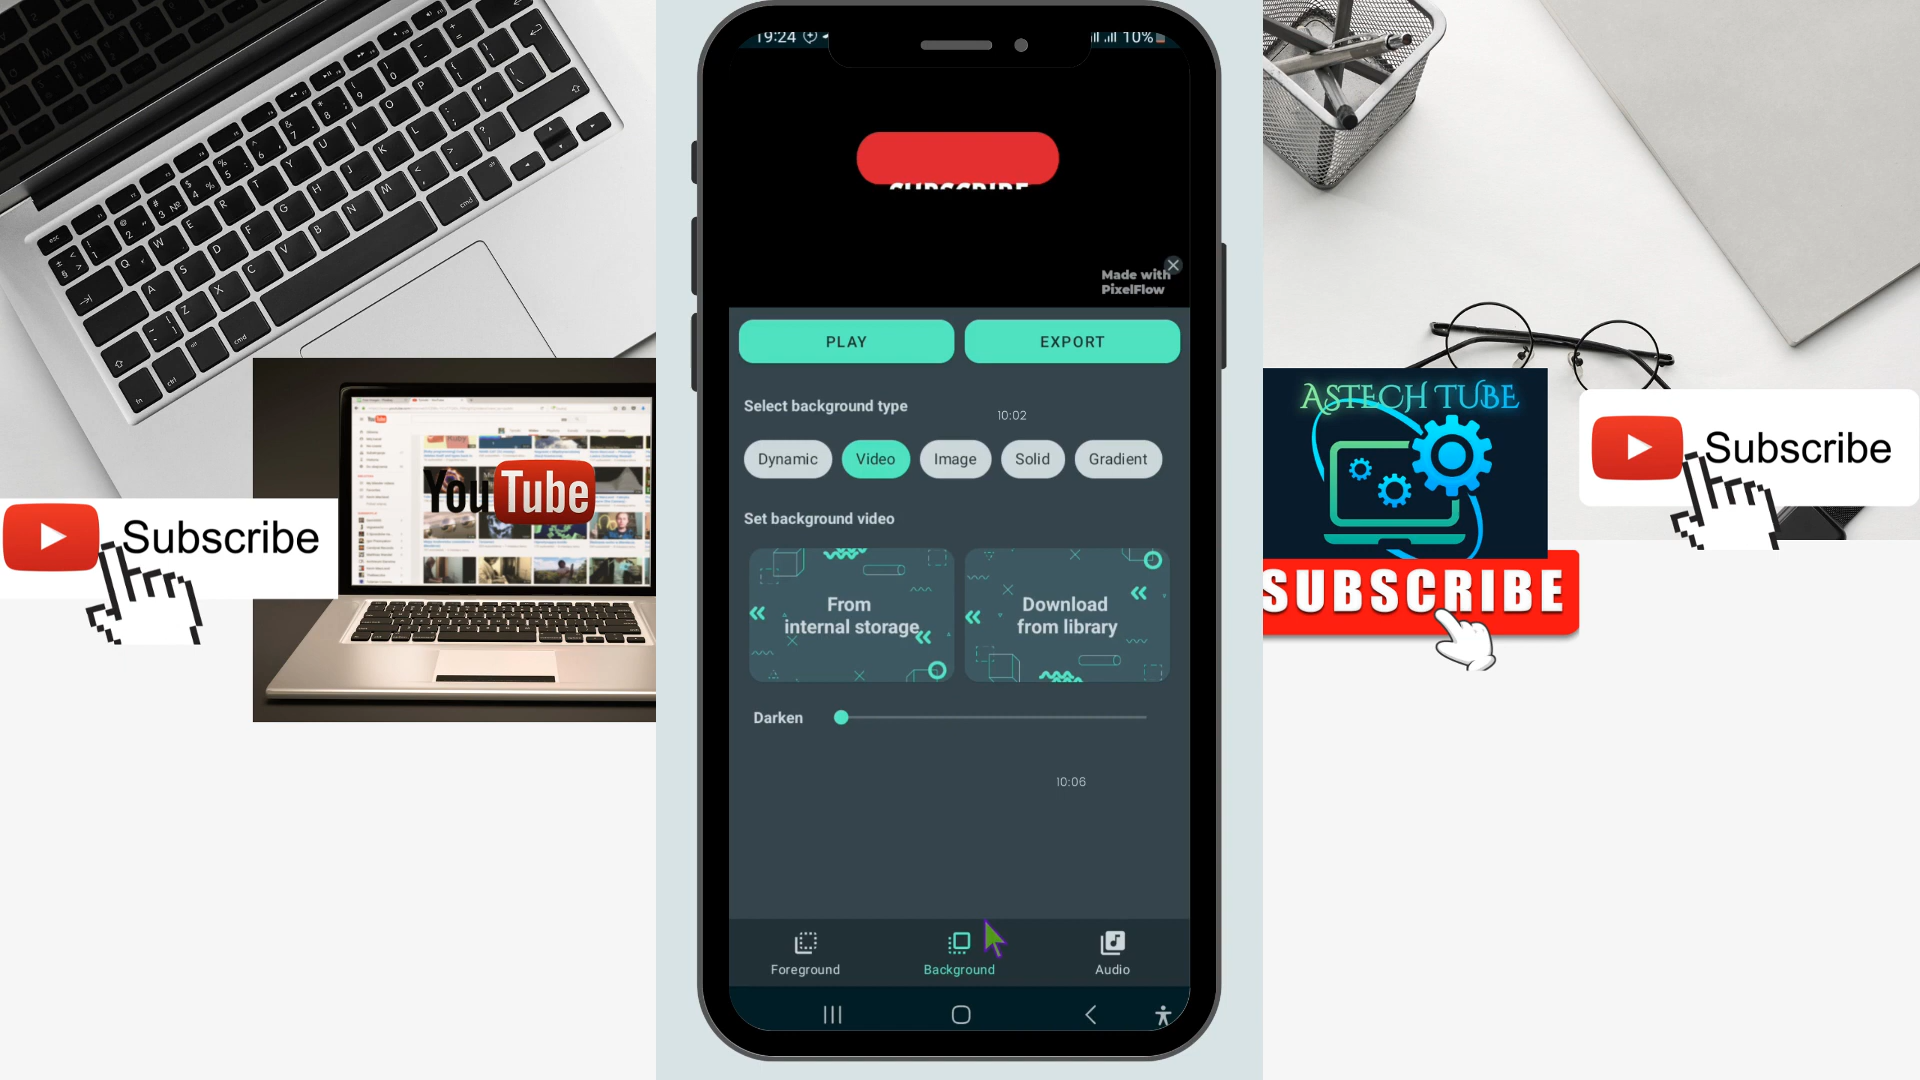 19:24
10%
SUBSCRIBE
Made with
PixelFlow
PLAY
EXPORT
Select background type
10:02
Dynamic
Video
Image
Solid
Gradient
Set background video
From
internal storage
Download
from library
Darken
10:06
Foreground
Background
Audio
Subscribe
YouTube
ASTECH TUBE
Subscribe
SUBSCRIBE